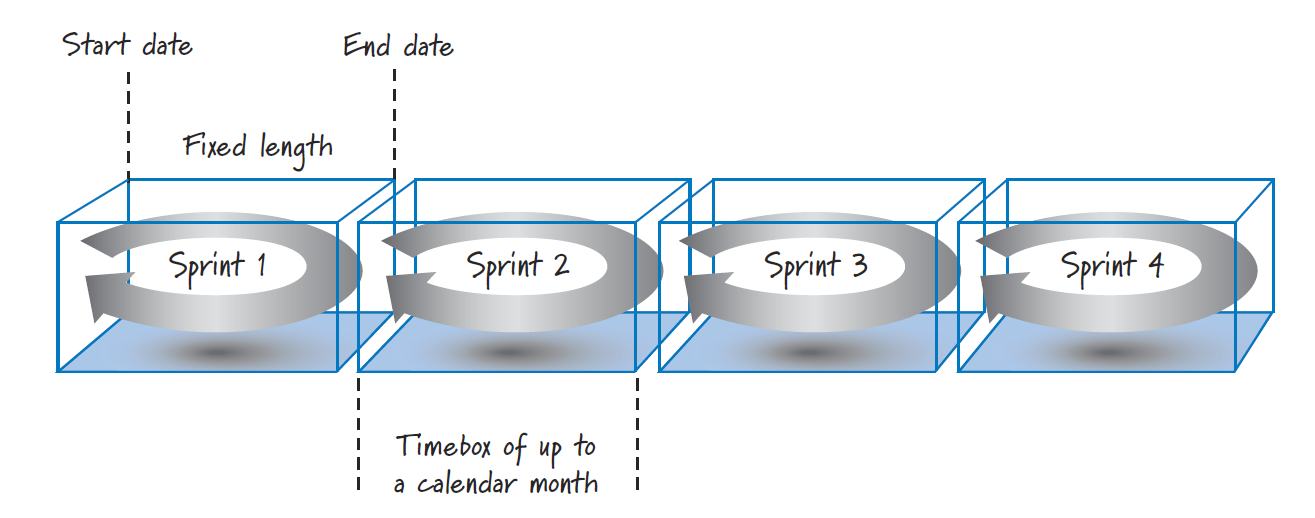 Start date
End date
Fixed length
Sprint 1
Sprint 2
Sprint 3
Sprint 4
Timebox of up to
a calendar month